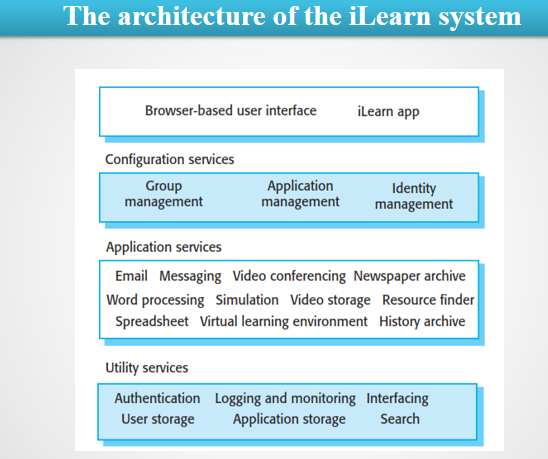 The architecture of the iLearn system
Browser-based user interface iLearn app
Configuration services
Group management
Application management
Identity management
Application services
Email Messaging Video conferencing Newspaper archive
Word processing Simulation Video storage Resource finder
Spreadsheet Virtual learning environment History archive
Utility services
Authentication Logging and monitoring Interfacing
User storage Application storage Search